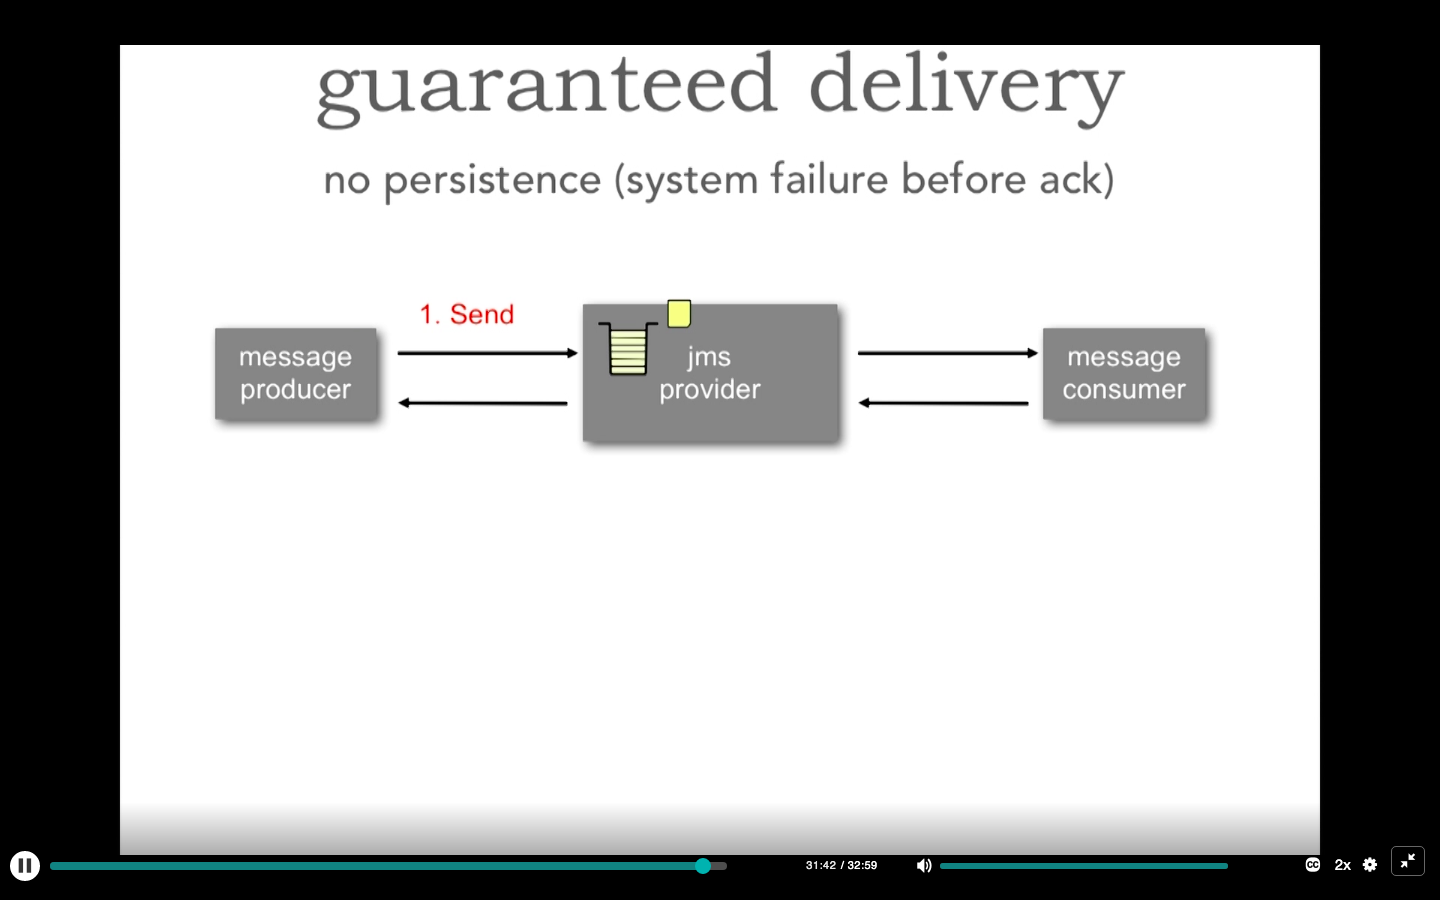 guaranteed delivery
no persistence (system failure before ack)
1. Send
message
producer
jms
provider
message
consumer
31:42 / 32:59
CC
2x